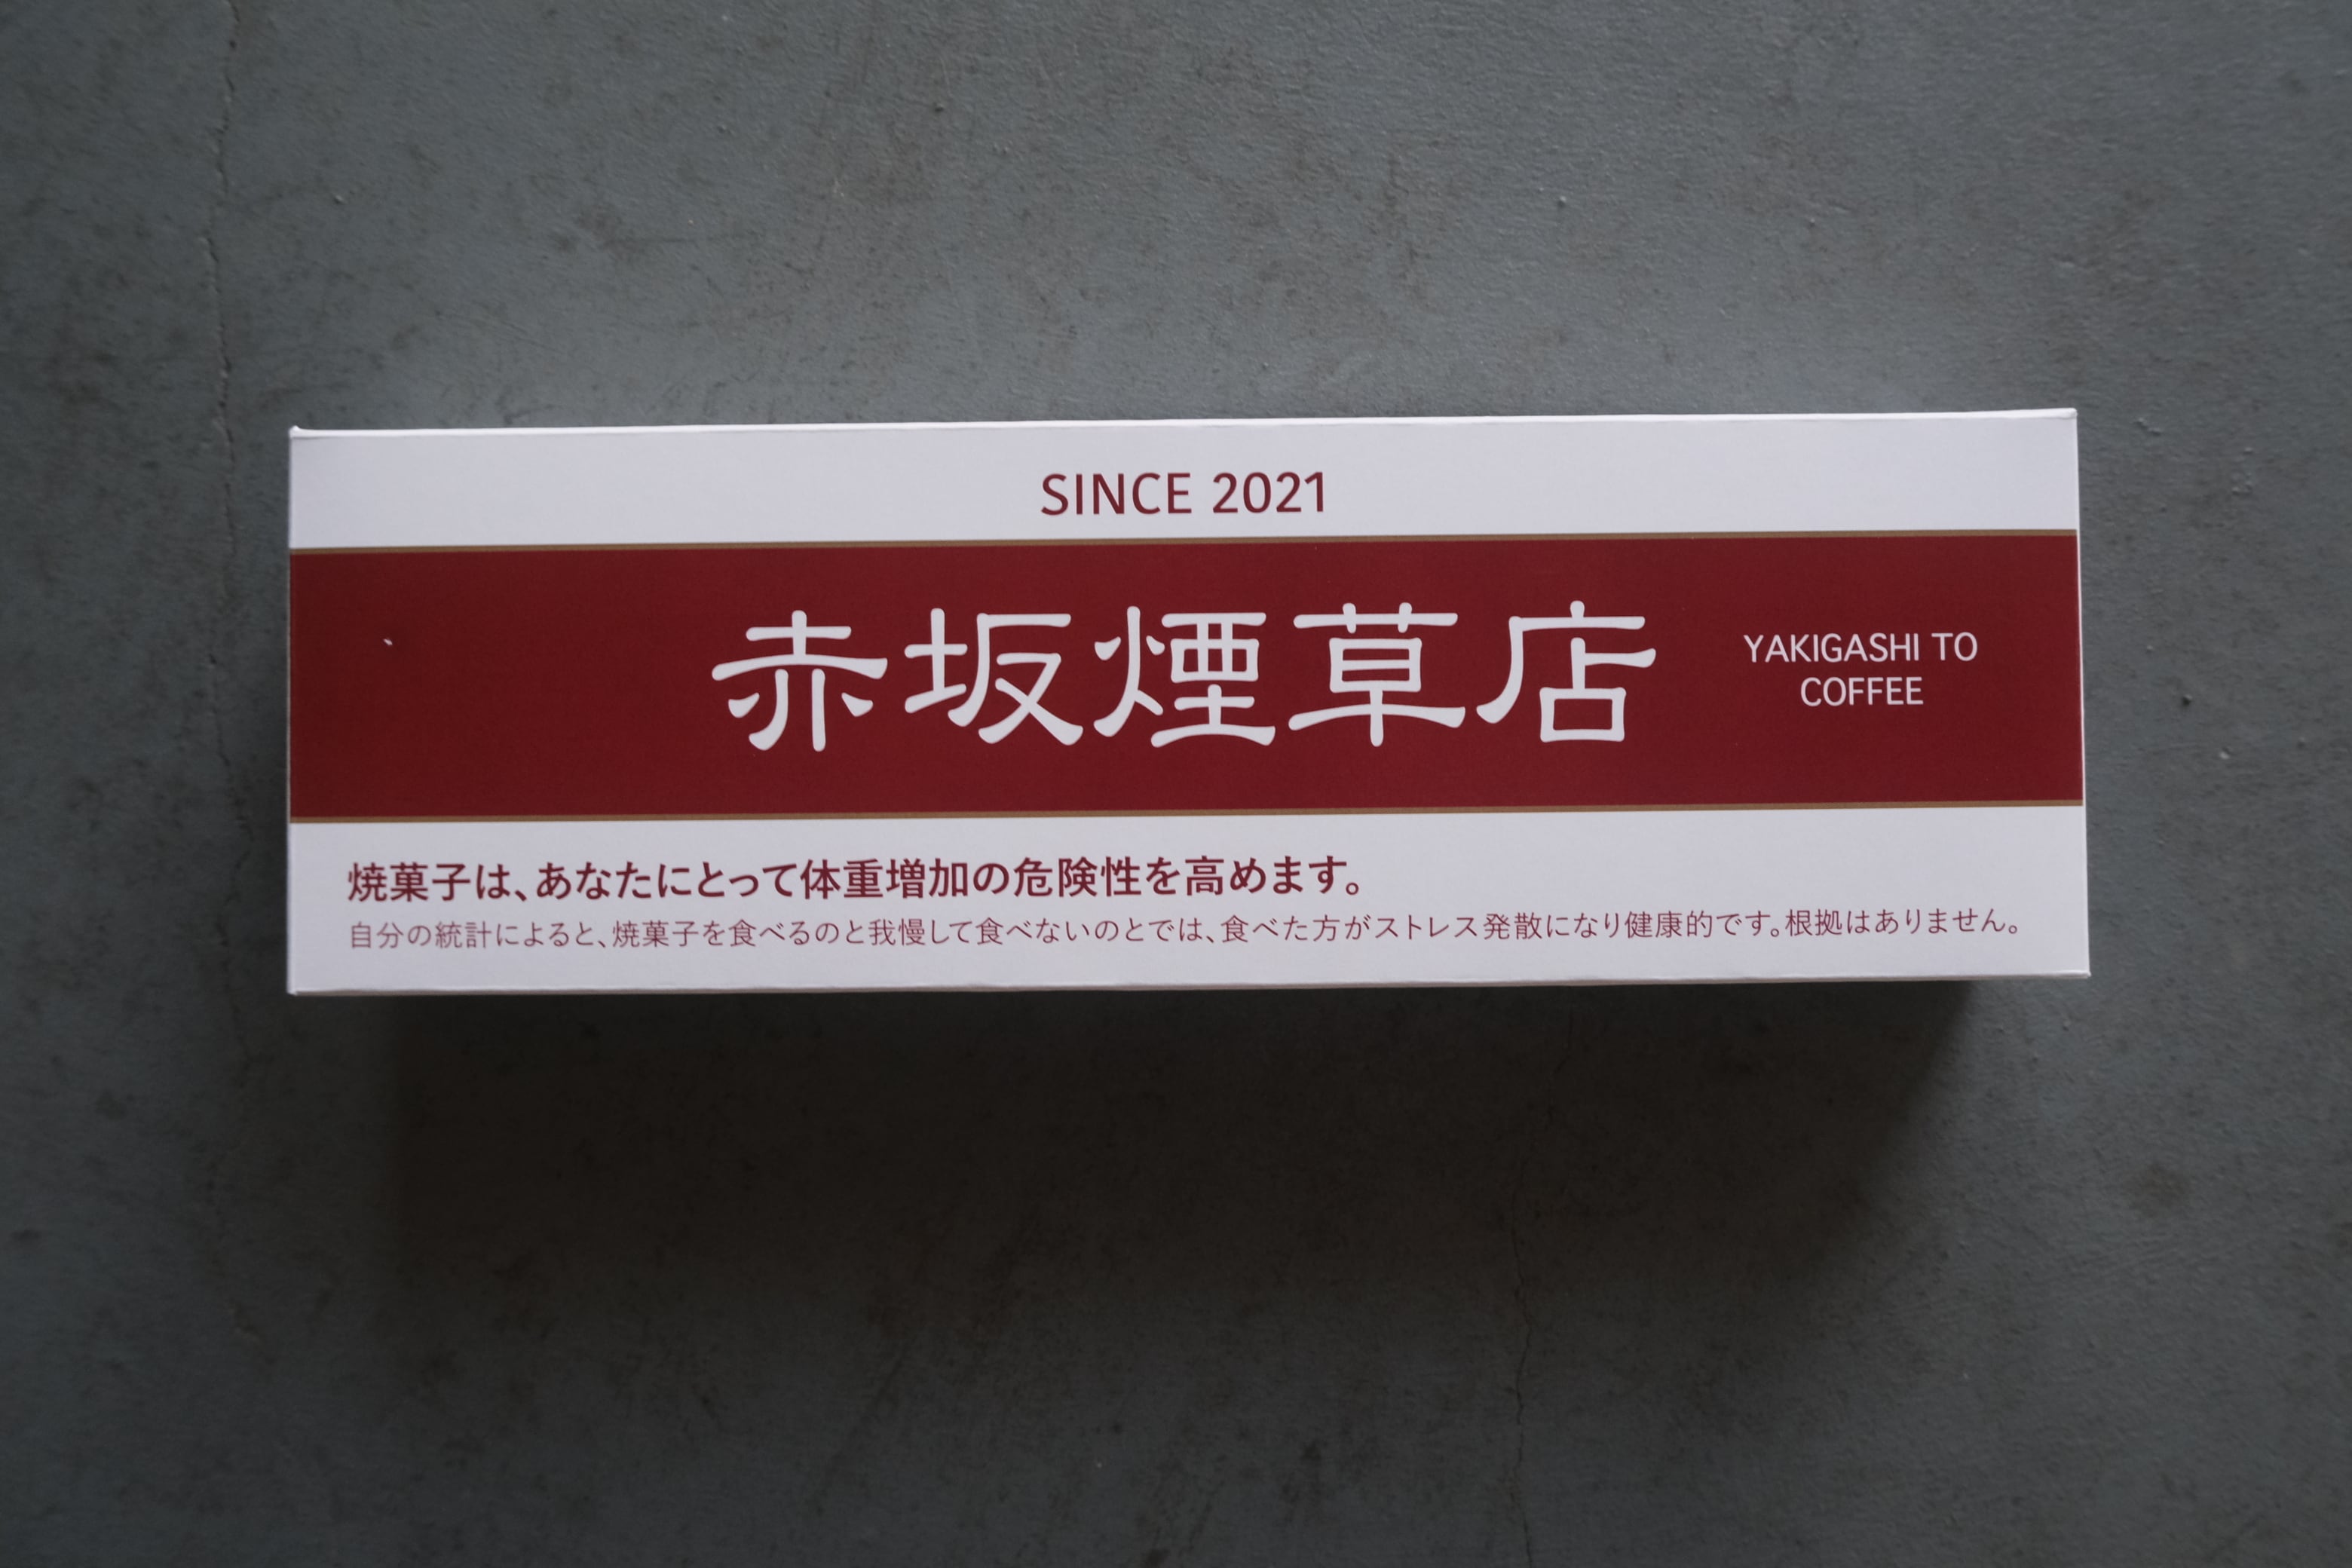 SINCE 2021
赤坂煙草店
YAKIGASHI TO
COFFEE
焼菓子は、あなたにとって体重増加の危険性を高めます。
自分の統計によると、焼菓子を食べるのと我慢して食べないのとでは、食べた方がストレス発散になり健康的です。根拠はありません。